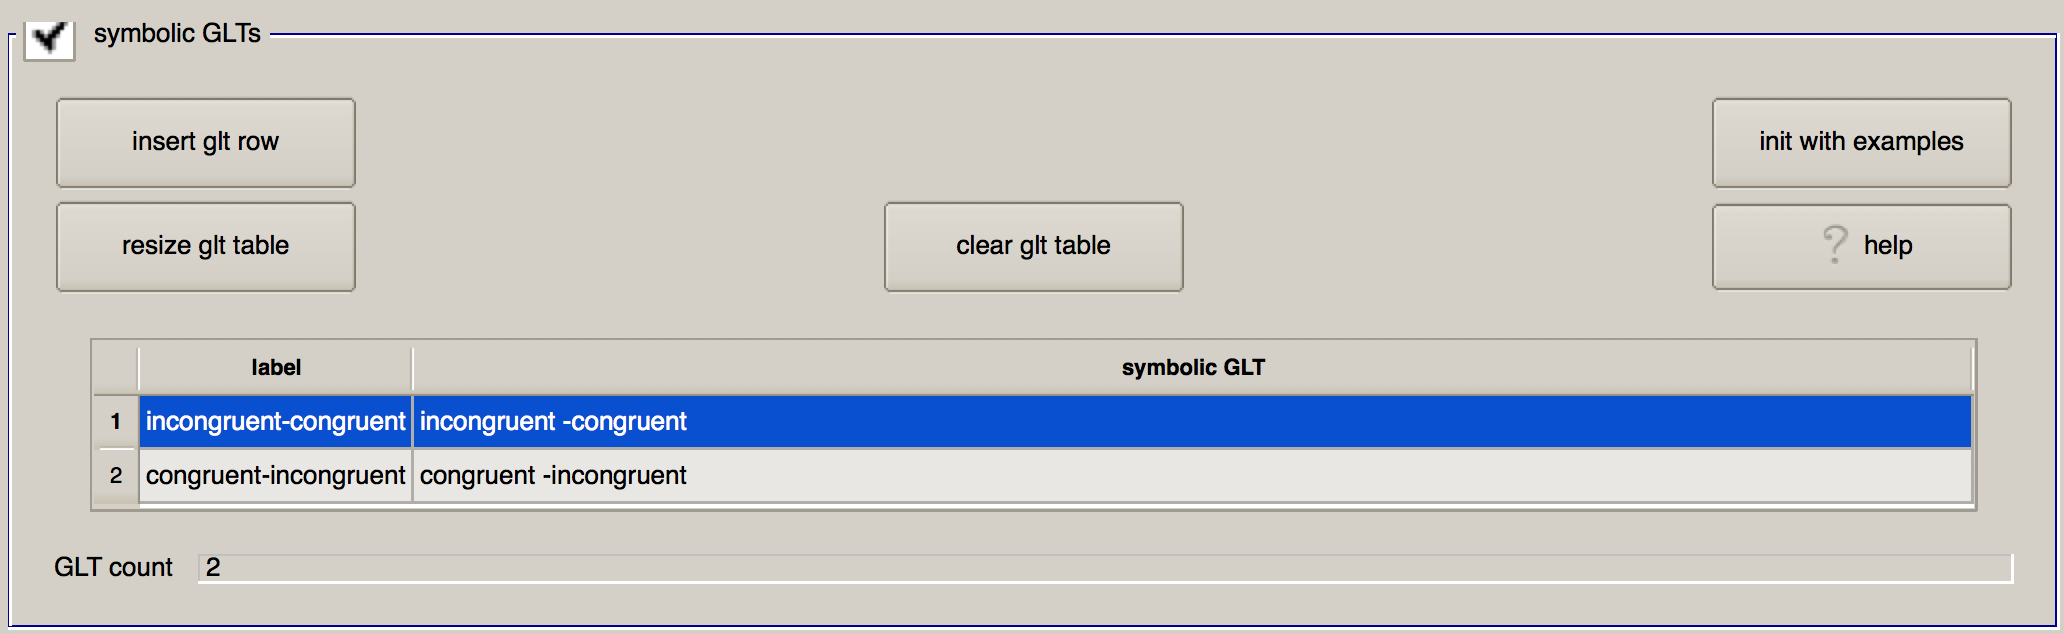 symbolic GLTs
insert glt row
init with examples
resize glt table
clear glt table
? help
label symbolic GLT
1 incongruent-congruent incongruent -congruent
2 congruent-incongruent congruent -incongruent
GLT count 2